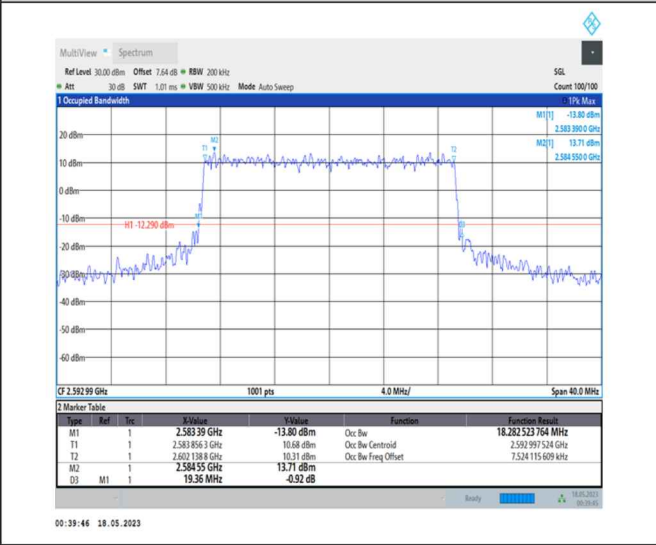 MultiView Spectrum
Ref Level 30.00 dBm Offset 7.64 dB RBW 200 kHz SGL
Att 30 dB SWT 1.01 ms VBW 500 kHz Mode Auto Sweep Count 100/100
1 Occupied Bandwidth 1Pk Max
M1[1] -13.80 dBm
2.583 390 0 GHz
20 dBm M2[1] 13.71 dBm
M2
T1 T2 2.584 550 0 GHz
10 dBm
0 dBm
-10 dBm
M1
H1 -12.290 dBm D3
-20 dBm
-30 dBm
-40 dBm
-50 dBm
-60 dBm
CF 2.592 99 GHz 1001 pts 4.0 MHz/ Span 40.0 MHz
2 Marker Table
Type Ref Trc X-Value Y-Value Function Function Result
M1 1 2.583 39 GHz -13.80 dBm Occ Bw 18.282 523 764 MHz
T1 1 2.583 856 3 GHz 10.68 dBm Occ Bw Centroid 2.592 997 524 GHz
T2 1 2.602 138 8 GHz 10.31 dBm Occ Bw Freq Offset 7.524 115 609 kHz
M2 1 2.584 55 GHz 13.71 dBm
D3 M1 1 19.36 MHz -0.92 dB
Ready 18.05.2023
00:39:45
00:39:46 18.05.2023